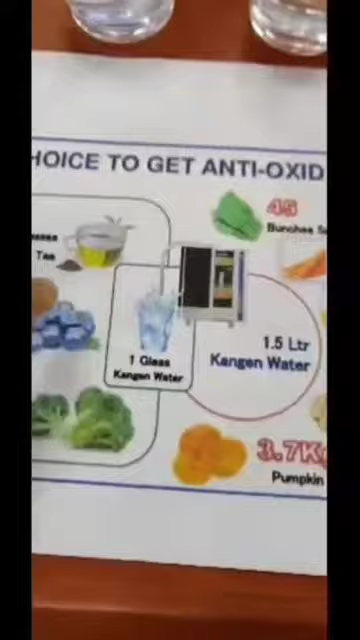 HOICE TO GET ANTI-OXID
45
Bunches S
Tea
1.5 Ltr
Kangen Water
1 Glass
Kangen Water
3.7K
Pumpkin